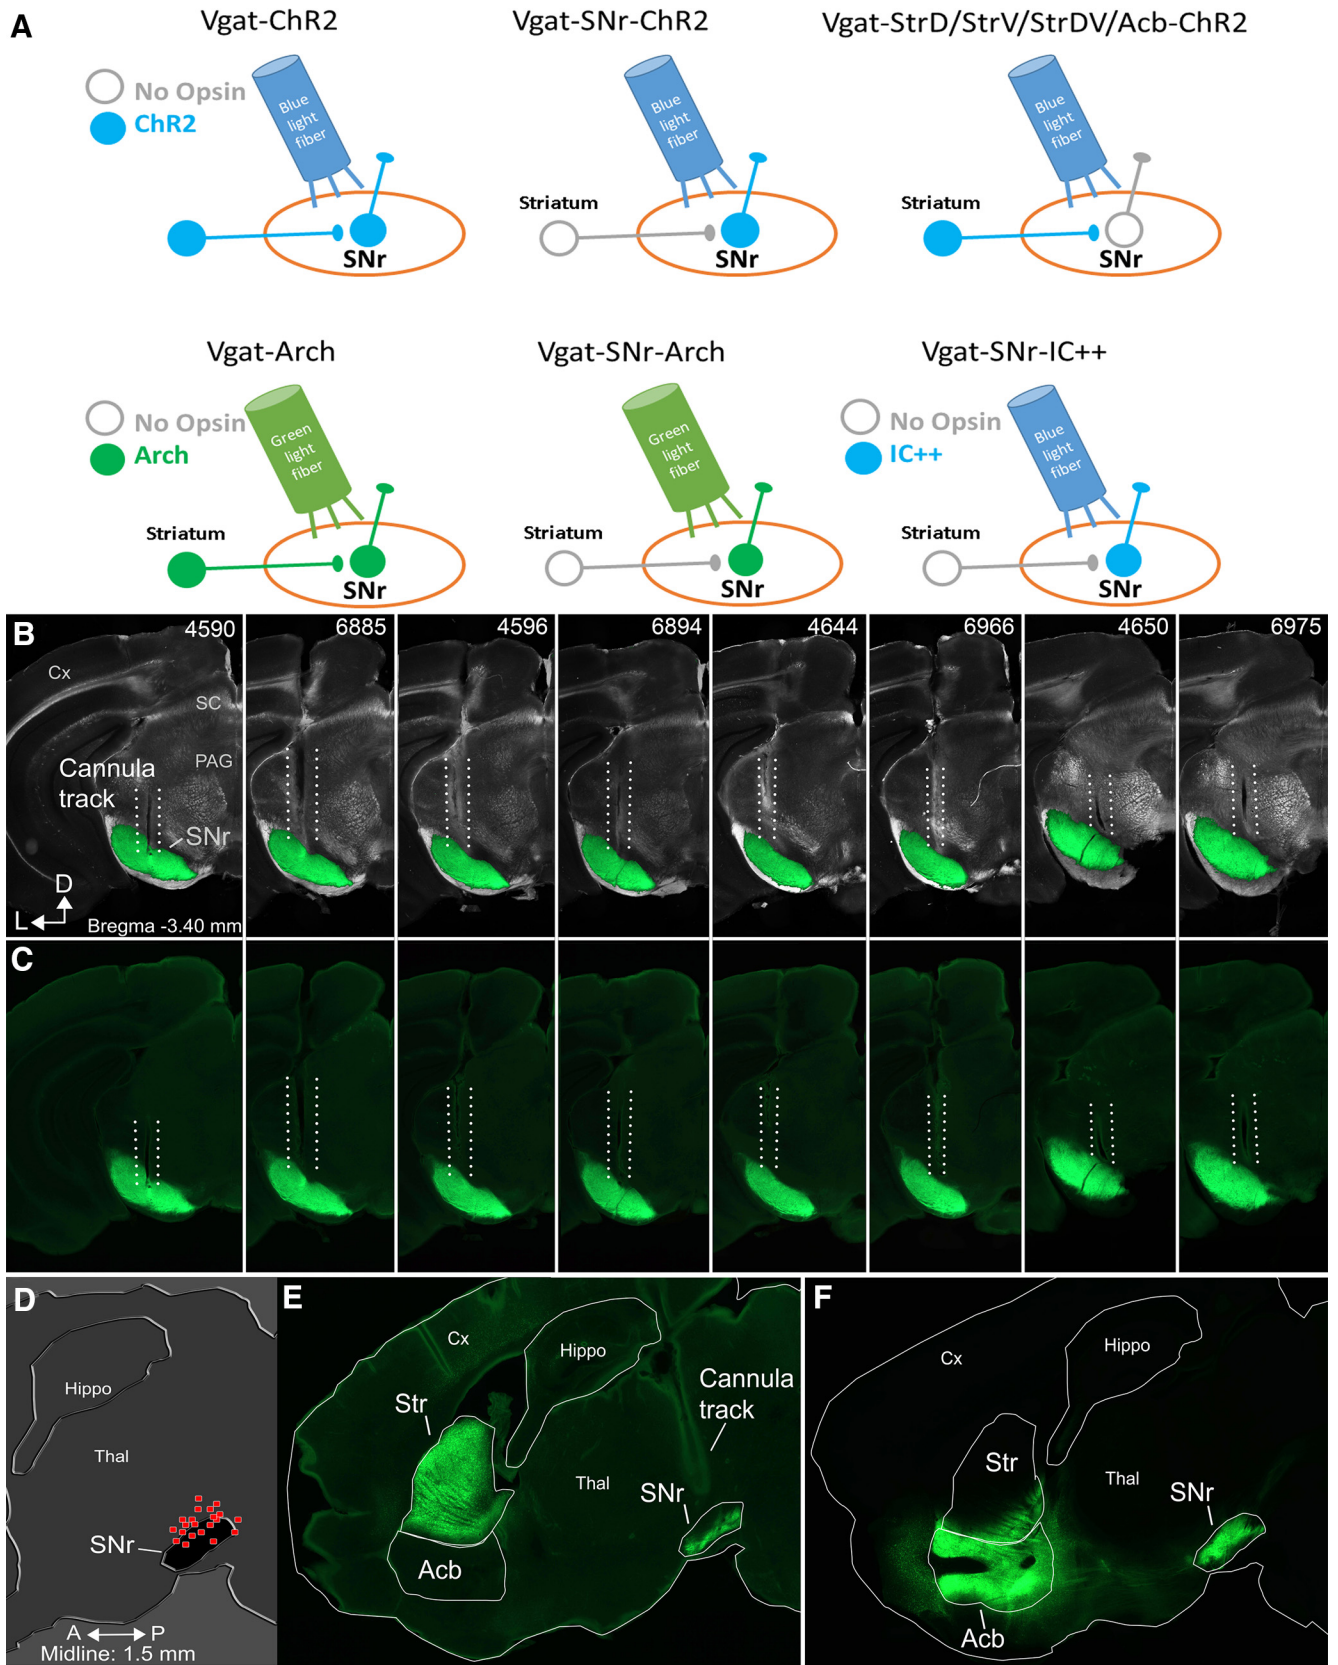 A
Vgat-ChR2
Vgat-SNr-ChR2
Vgat-StrD/StrV/StrDV/Acb-ChR2
No Opsin
ChR2
Blue
light
fiber
SNr
Blue
light
fiber
Striatum
SNr
Blue
light
fiber
Striatum
SNr
Vgat-Arch
Vgat-SNr-Arch
Vgat-SNr-IC++
No Opsin
Arch
Green
light
fiber
Striatum
SNr
Green
light
fiber
Striatum
SNr
No Opsin
IC++
Blue
light
fiber
Striatum
SNr
B
4590
6885
4596
6894
4644
6966
4650
6975
Cx
SC
PAG
Cannula
track
SNr
D
L
Bregma -3.40 mm
C
D
Hippo
Thal
SNr
A P
Midline: 1.5 mm
E
Cx
Hippo
Str
Cannula
track
Thal
SNr
Acb
F
Cx
Hippo
Str
Thal
SNr
Acb